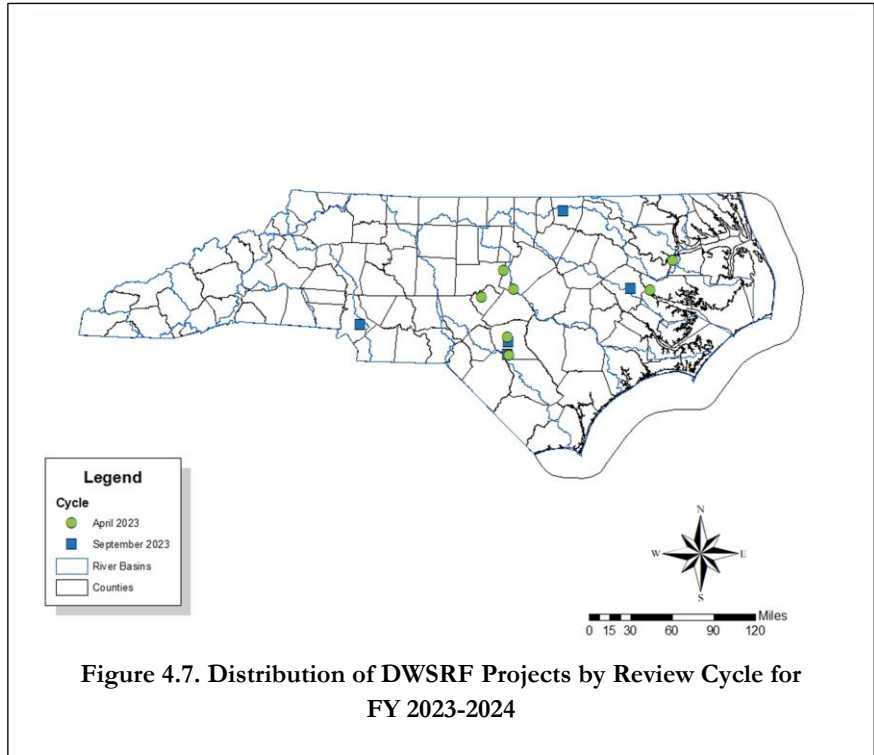 Legend
Cycle
April 2023
September 2023
River Basins
Counties
N
W E
S
Miles
0 15 30 60 90 120
Figure 4.7. Distribution of DWSRF Projects by Review Cycle for
FY 2023-2024